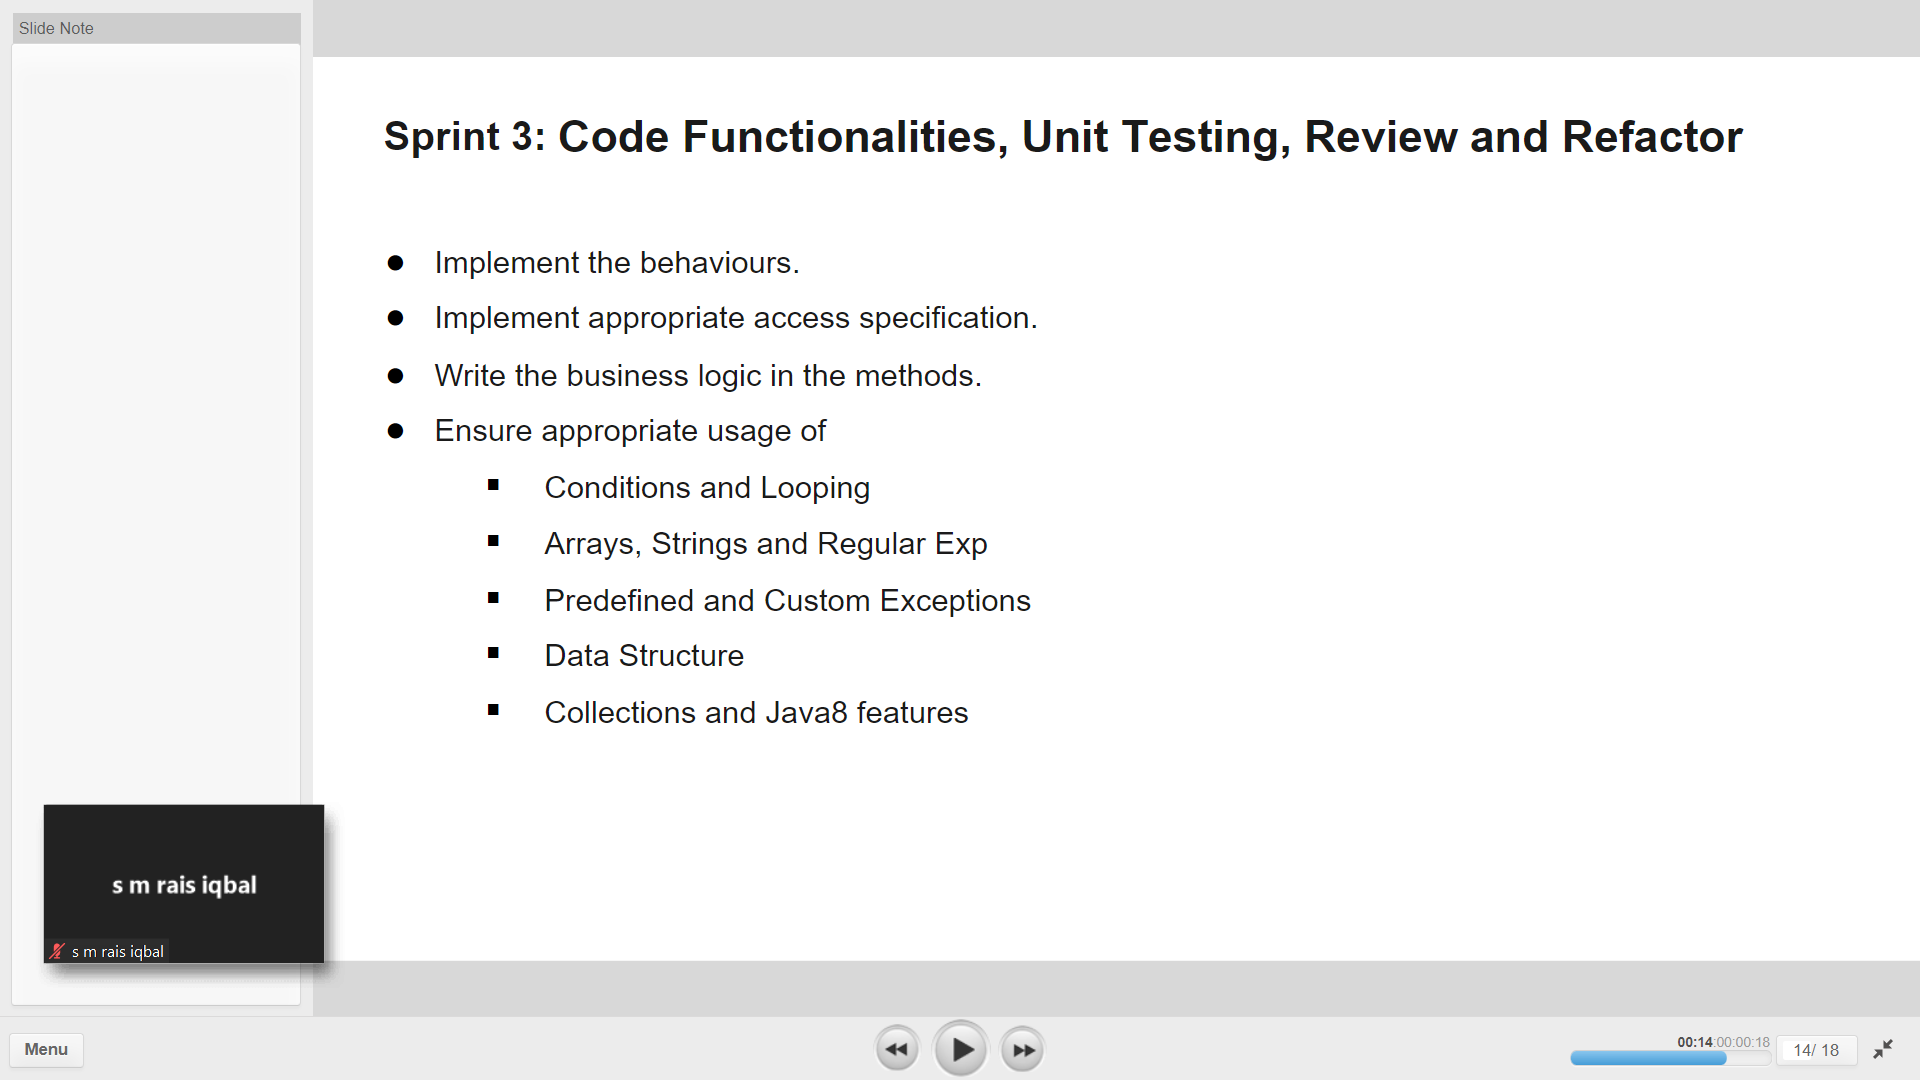 Slide Note
Sprint 3: Code Functionalities, Unit Testing, Review and Refactor
● Implement the behaviours.
● Implement appropriate access specification.
● Write the business logic in the methods.
● Ensure appropriate usage of
▪ Conditions and Looping
▪ Arrays, Strings and Regular Exp
▪ Predefined and Custom Exceptions
▪ Data Structure
▪ Collections and Java8 features
s m rais iqbal
s m rais iqbal
Menu
00:14:00:00:18
14/ 18